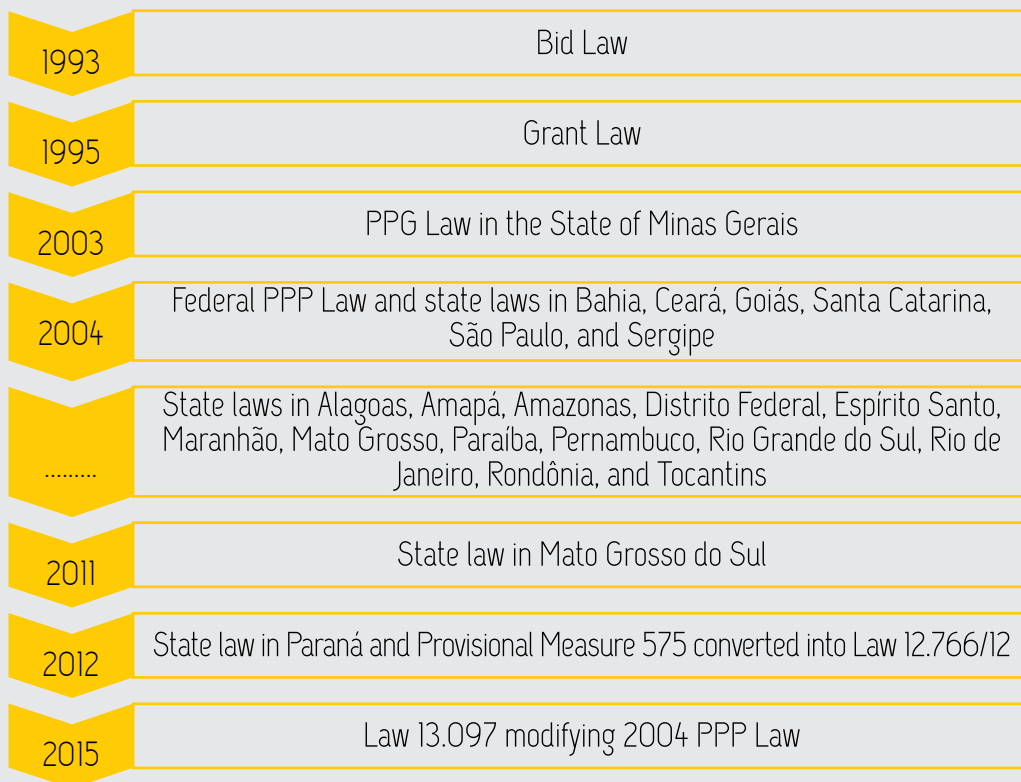 1993
Bid Law
1995
Grant Law
2003
PPG Law in the State of Minas Gerais
2004
Federal PPP Law and state laws in Bahia, Ceará, Goiás, Santa Catarina,
São Paulo, and Sergipe
.........
State laws in Alagoas, Amapá, Amazonas, Distrito Federal, Espírito Santo,
Maranhão, Mato Grosso, Paraíba, Pernambuco, Rio Grande do Sul, Rio de
Janeiro, Rondônia, and Tocantins
2011
State law in Mato Grosso do Sul
2012
State law in Paraná and Provisional Measure 575 converted into Law 12.766/12
2015
Law 13.097 modifying 2004 PPP Law